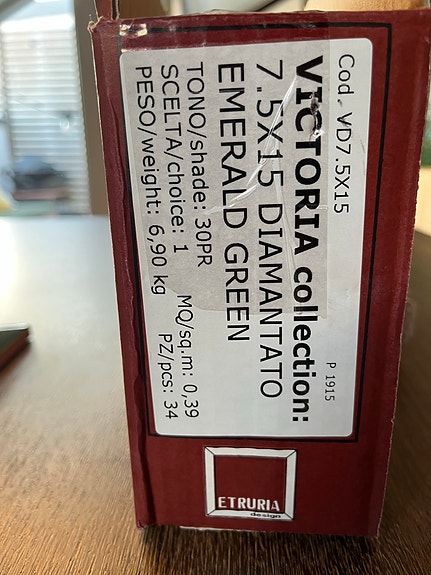 Cod. VD7.5X15
P 1915
VICTORIA collection:
7.5X15 DIAMANTATO
EMERALD GREEN
TONO/shade: 30PR MQ/sq.m: 0,39
SCELTA/choice: 1 PZ/pcs: 34
PESO/weight: 6,90 kg
ETRURIA
design